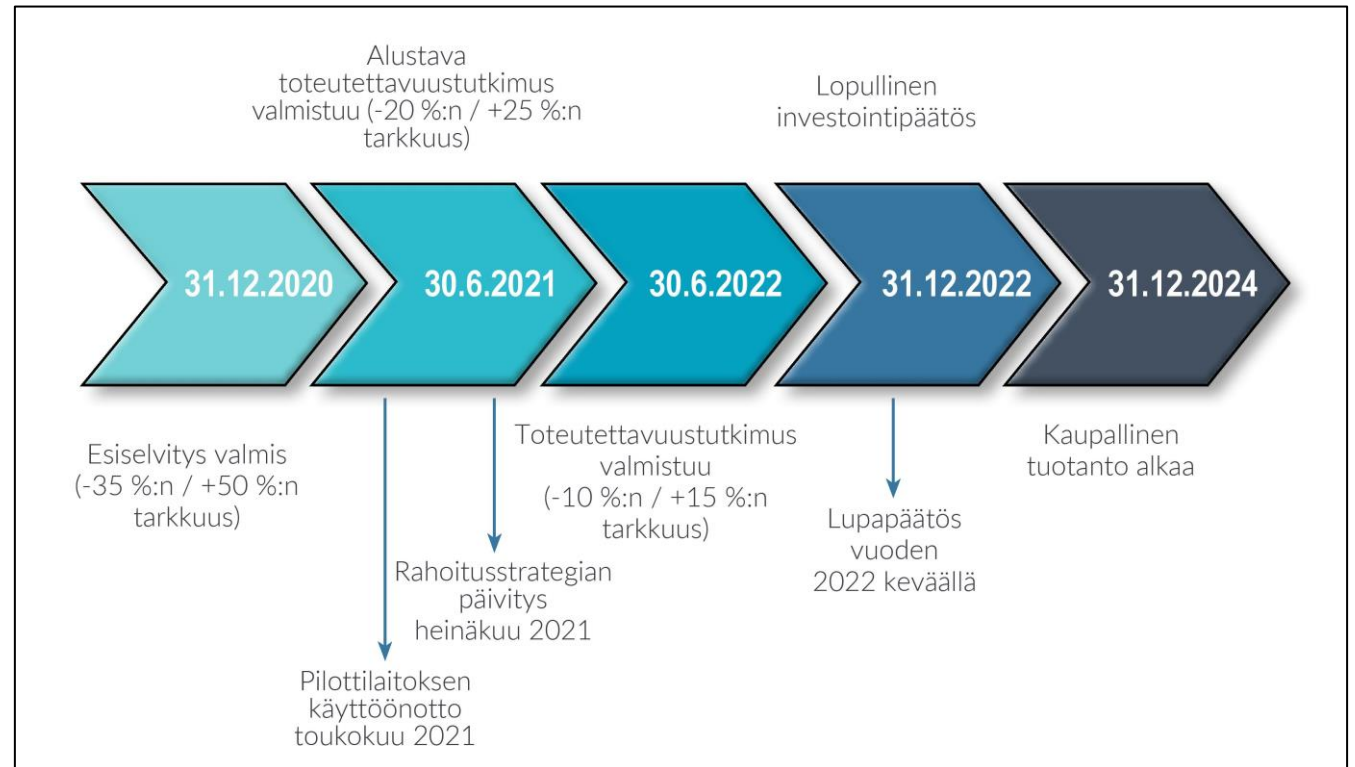 Alustava
toteutettavuustutkimus
valmistuu (-20 %:n / +25 %:n
tarkkuus)
Lopullinen
investointipäätös
31.12.2020
30.6.2021
30.6.2022
31.12.2022
31.12.2024
Esiselvitys valmis
(-35 %:n / +50 %:n
tarkkuus)
Toteutettavuustutkimus
valmistuu
(-10 %:n / +15 %:n
tarkkuus)
Kaupallinen
tuotanto alkaa
Rahoitusstrategian
päivitys
heinäkuu 2021
Lupapäätös
vuoden
2022 keväällä
Pilottilaitoksen
käyttöönotto
toukokuu 2021